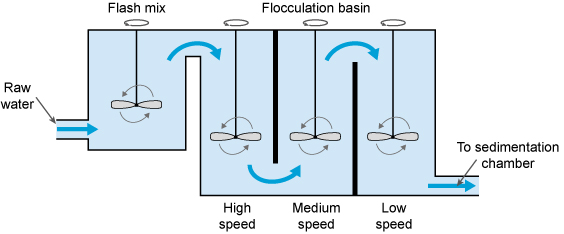 Flash mix
Flocculation basin
Raw
water
To sedimentation
chamber
High
speed
Medium
speed
Low
speed